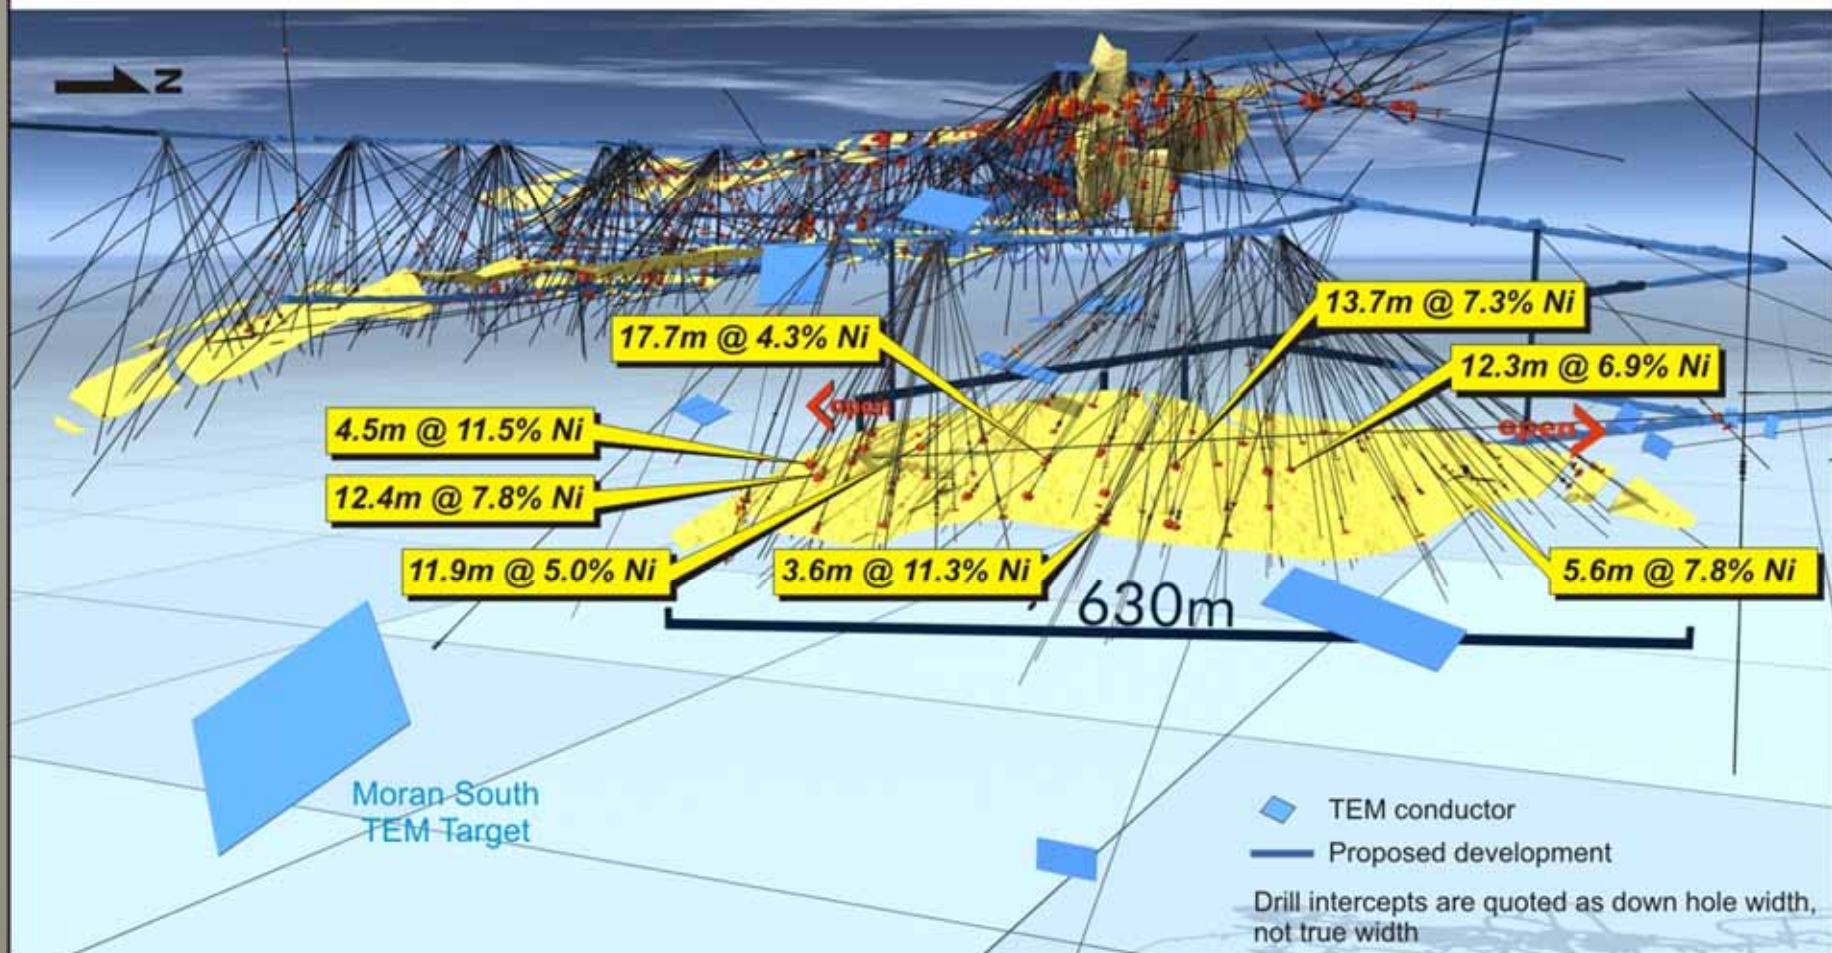 N
13.7m @ 7.3% Ni
17.7m @ 4.3% Ni
12.3m @ 6.9% Ni
open
open
4.5m @ 11.5% Ni
12.4m @ 7.8% Ni
11.9m @ 5.0% Ni
3.6m @ 11.3% Ni
5.6m @ 7.8% Ni
630m
Moran South
TEM Target
TEM conductor
Proposed development
Drill intercepts are quoted as down hole width,
not true width